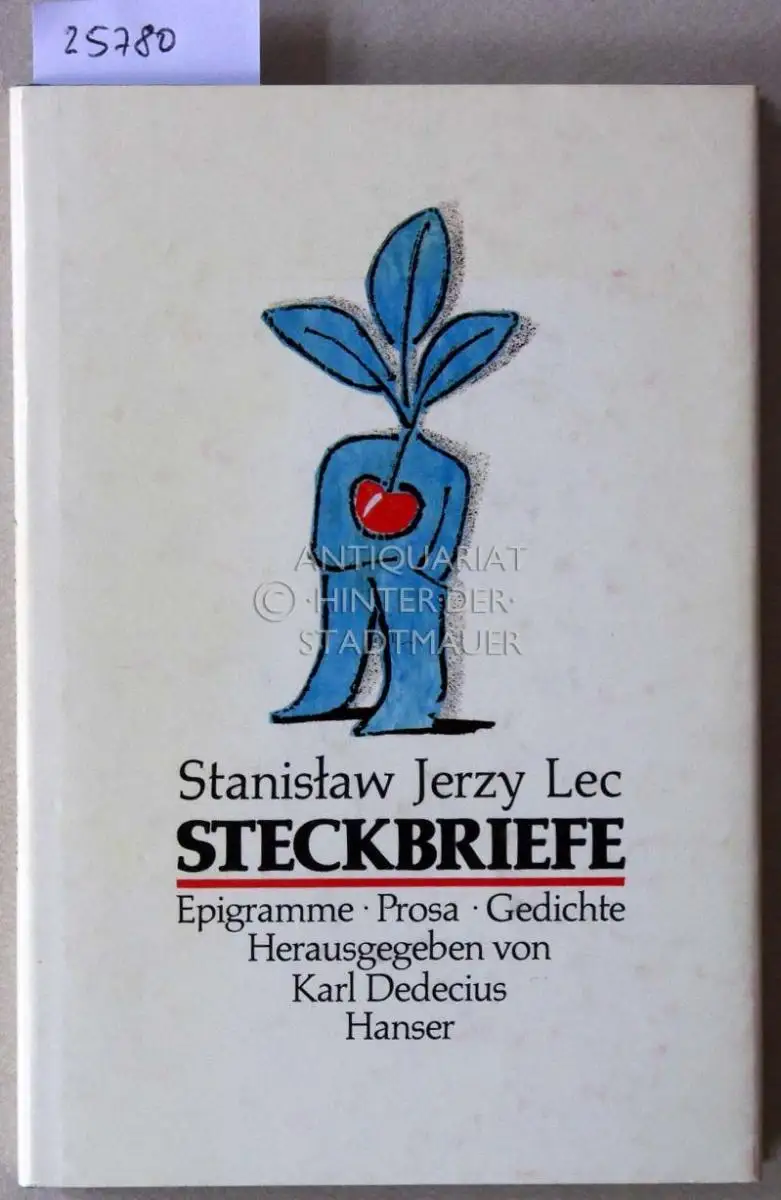 25780
ANTIQUARIAT
© ·HINTER·DER·
STADTMAUER
Stanisław Jerzy Lec
STECKBRIEFE
Epigramme · Prosa · Gedichte
Herausgegeben von
Karl Dedecius
Hanser